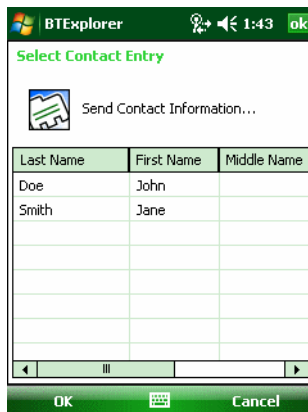 BTExplorer 1:43 ok
Select Contact Entry
Send Contact Information...
Last Name First Name Middle Name
Doe John
Smith Jane
OK Cancel